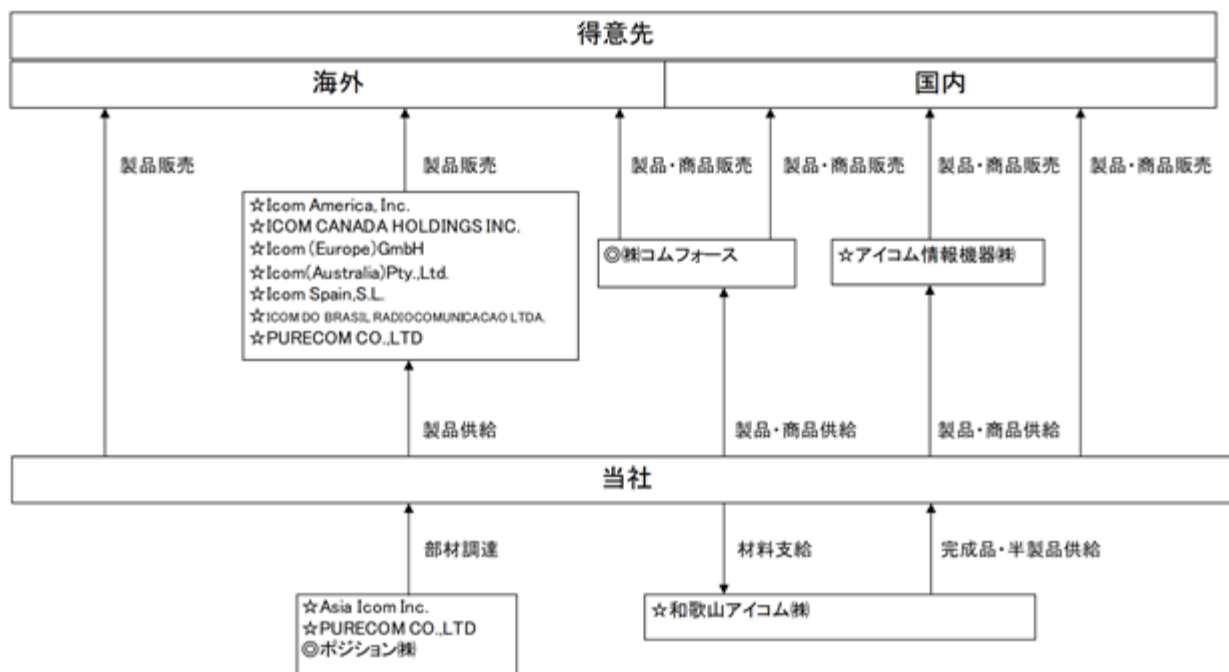 得意先
海外
国内
製品販売
製品販売
製品・商品販売
製品・商品販売
製品・商品販売
製品・商品販売
☆Icom America, Inc.
☆ICOM CANADA HOLDINGS INC.
☆Icom (Europe)GmbH
☆Icom(Australia)Pty.,Ltd.
☆Icom Spain,S.L.
☆ICOM DO BRASIL RADIOCOMUNICACAO LTDA.
☆PURECOM CO.,LTD
◎㈱コムフォース
☆アイコム情報機器㈱
製品供給
製品・商品供給
製品・商品供給
当社
部材調達
材料支給
完成品・半製品供給
☆Asia Icom Inc.
☆PURECOM CO.,LTD
◎ポジション㈱
☆和歌山アイコム㈱